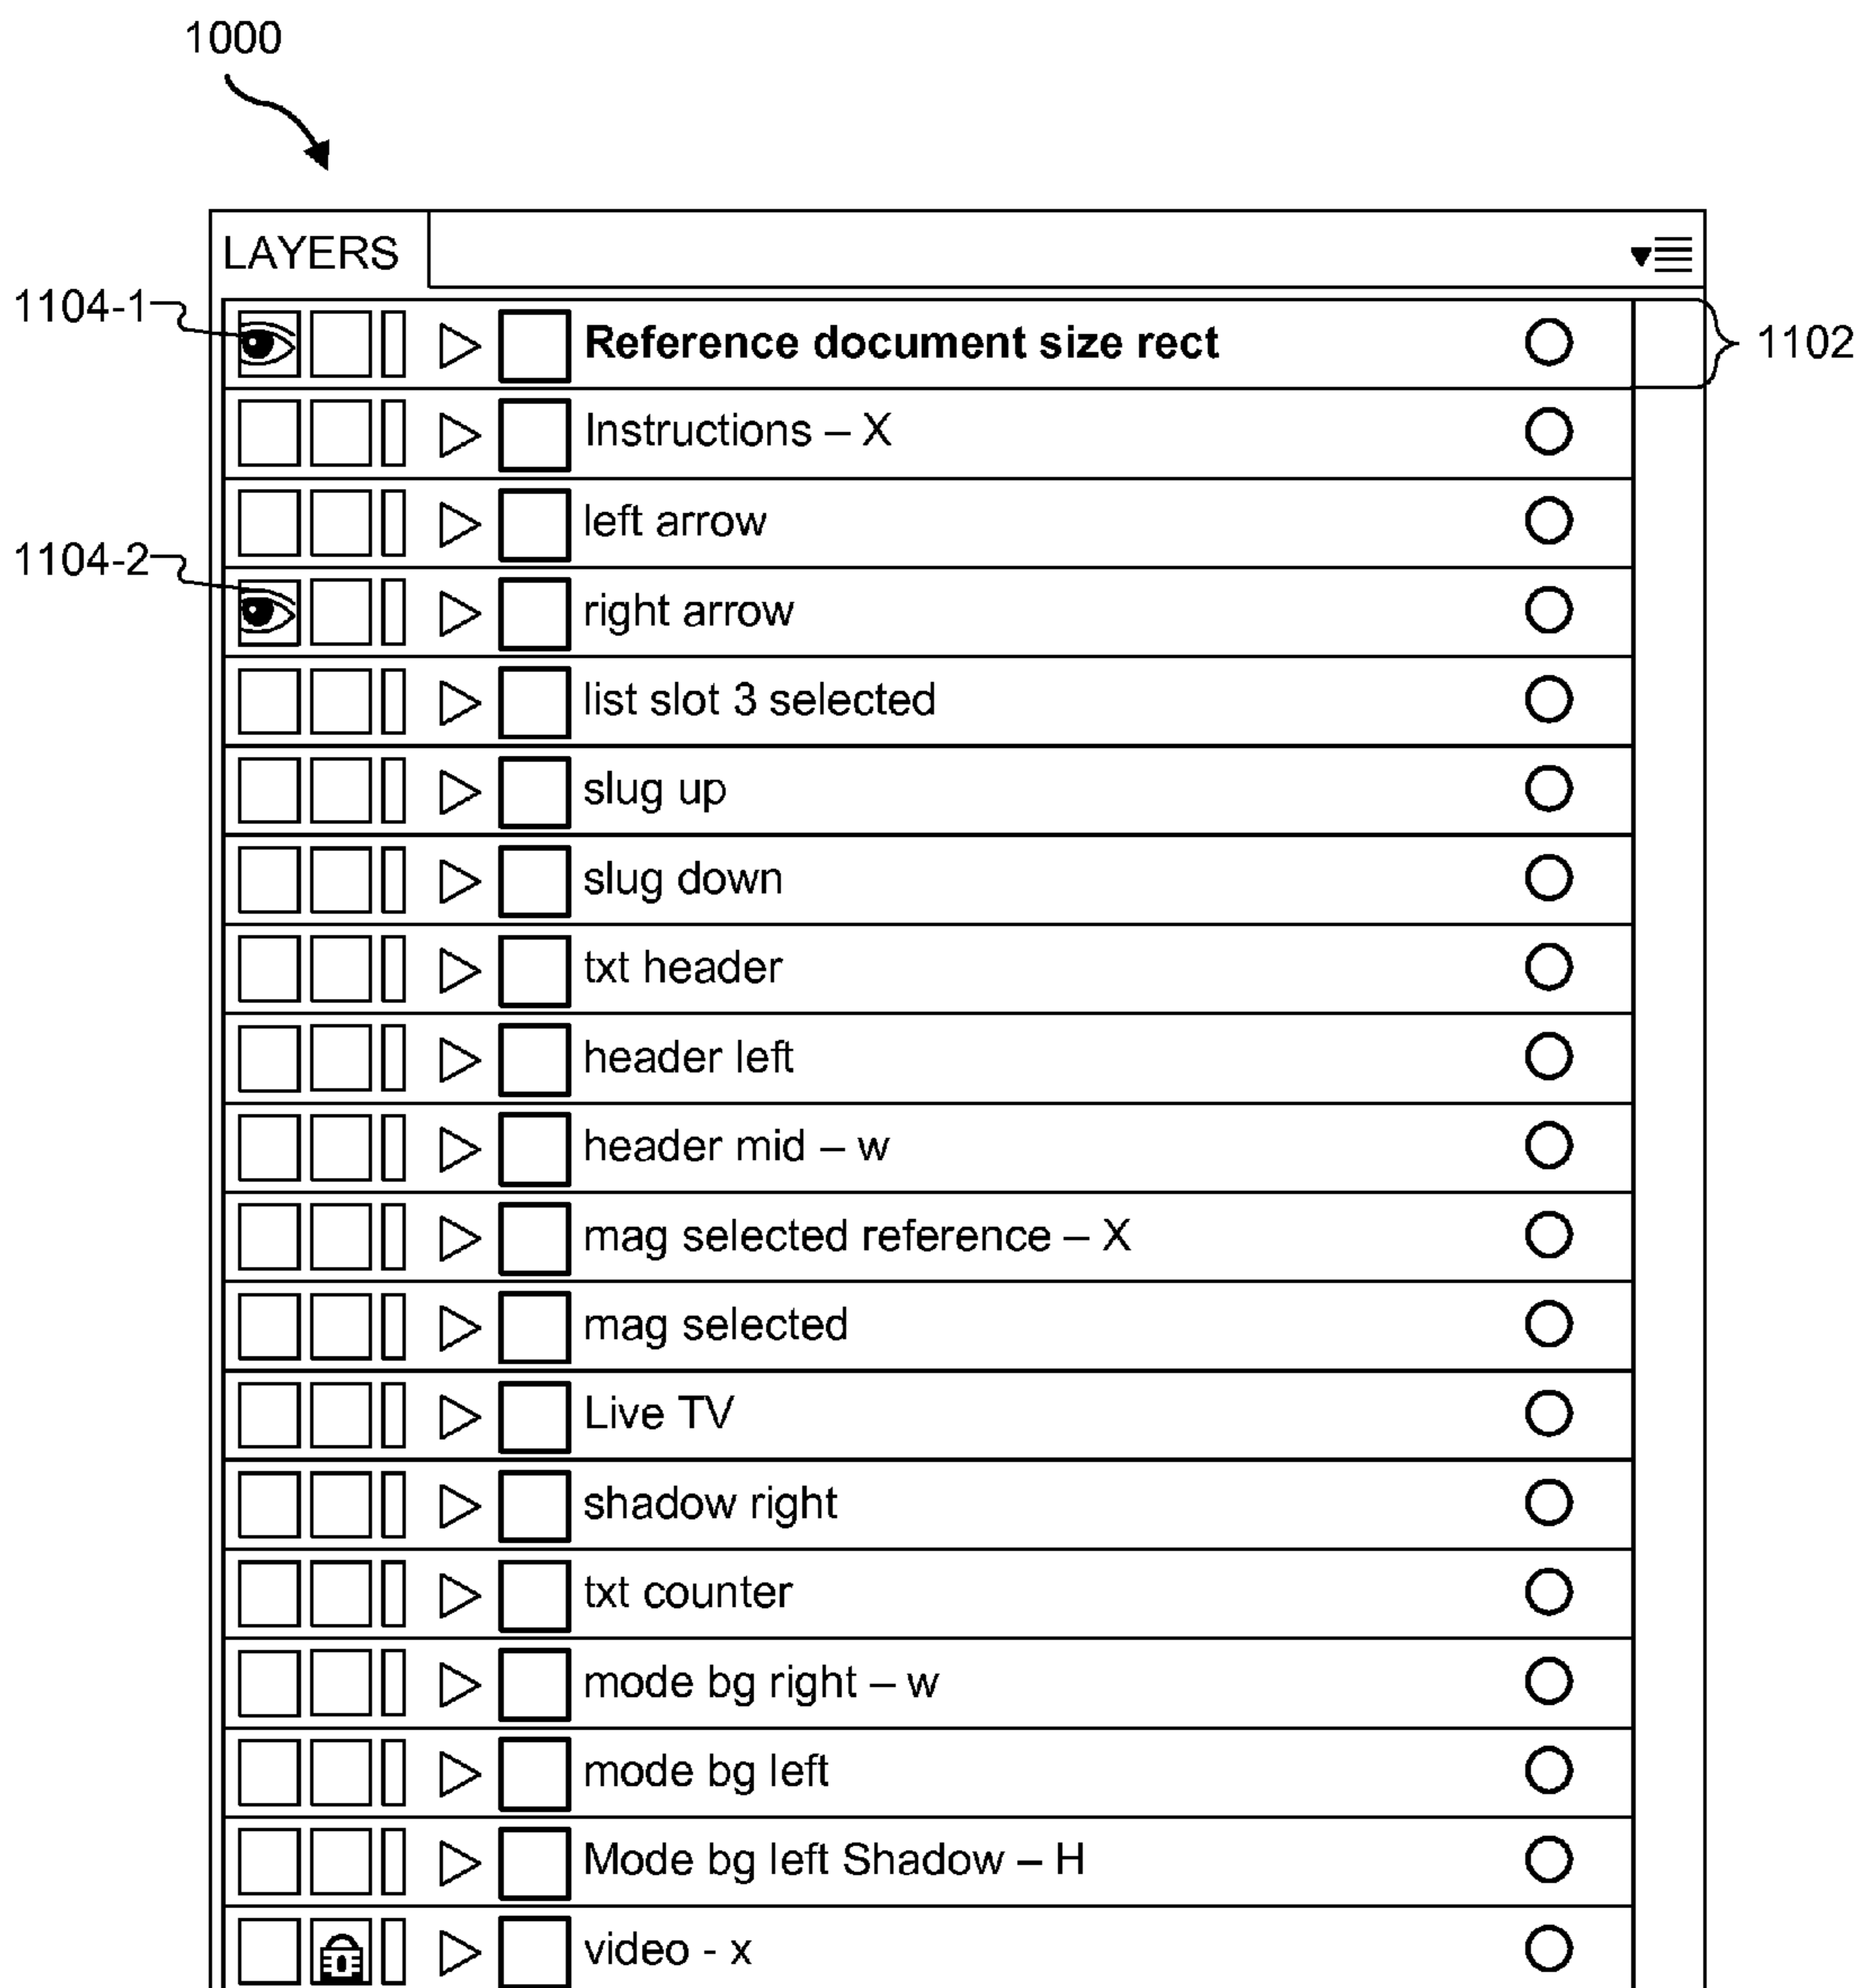 1000
LAYERS
1104-1
Reference document size rect
1102
Instructions – X
left arrow
1104-2
right arrow
list slot 3 selected
slug up
slug down
txt header
header left
header mid – w
mag selected reference – X
mag selected
Live TV
shadow right
txt counter
mode bg right – w
mode bg left
Mode bg left Shadow – H
video - x